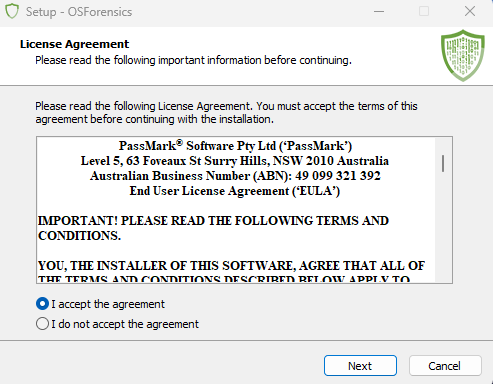 Setup - OSForensics
License Agreement
Please read the following important information before continuing.
Please read the following License Agreement. You must accept the terms of this
agreement before continuing with the installation.
PassMark® Software Pty Ltd (‘PassMark’)
Level 5, 63 Foveaux St Surry Hills, NSW 2010 Australia
Australian Business Number (ABN): 49 099 321 392
End User License Agreement (‘EULA’)
IMPORTANT! PLEASE READ THE FOLLOWING TERMS AND
CONDITIONS.
YOU, THE INSTALLER OF THIS SOFTWARE, AGREE THAT ALL OF
THE TERMS AND CONDITIONS DESCRIBED BELOW APPLY TO
I accept the agreement
I do not accept the agreement
Next
Cancel